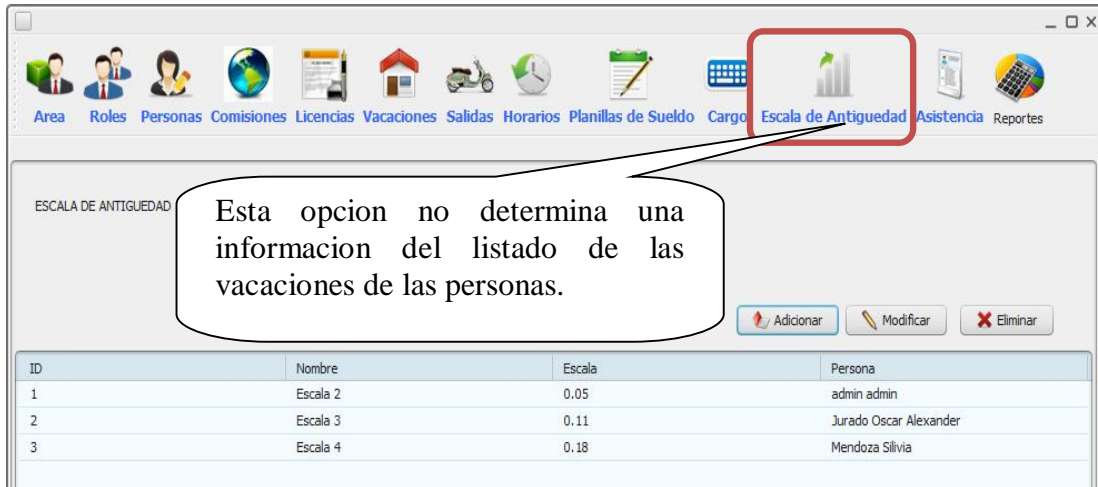 Area Roles Personas Comisiones Licencias Vacaciones Salidas Horarios Planillas de Sueldo Cargo Escala de Antiguedad Asistencia Reportes
ESCALA DE ANTIGUEDAD
Esta opcion no determina una
informacion del listado de las
vacaciones de las personas.
Adicionar Modificar Eliminar
ID Nombre Escala Persona
1 Escala 2 0.05 admin admin
2 Escala 3 0.11 Jurado Oscar Alexander
3 Escala 4 0.18 Mendoza Silivia